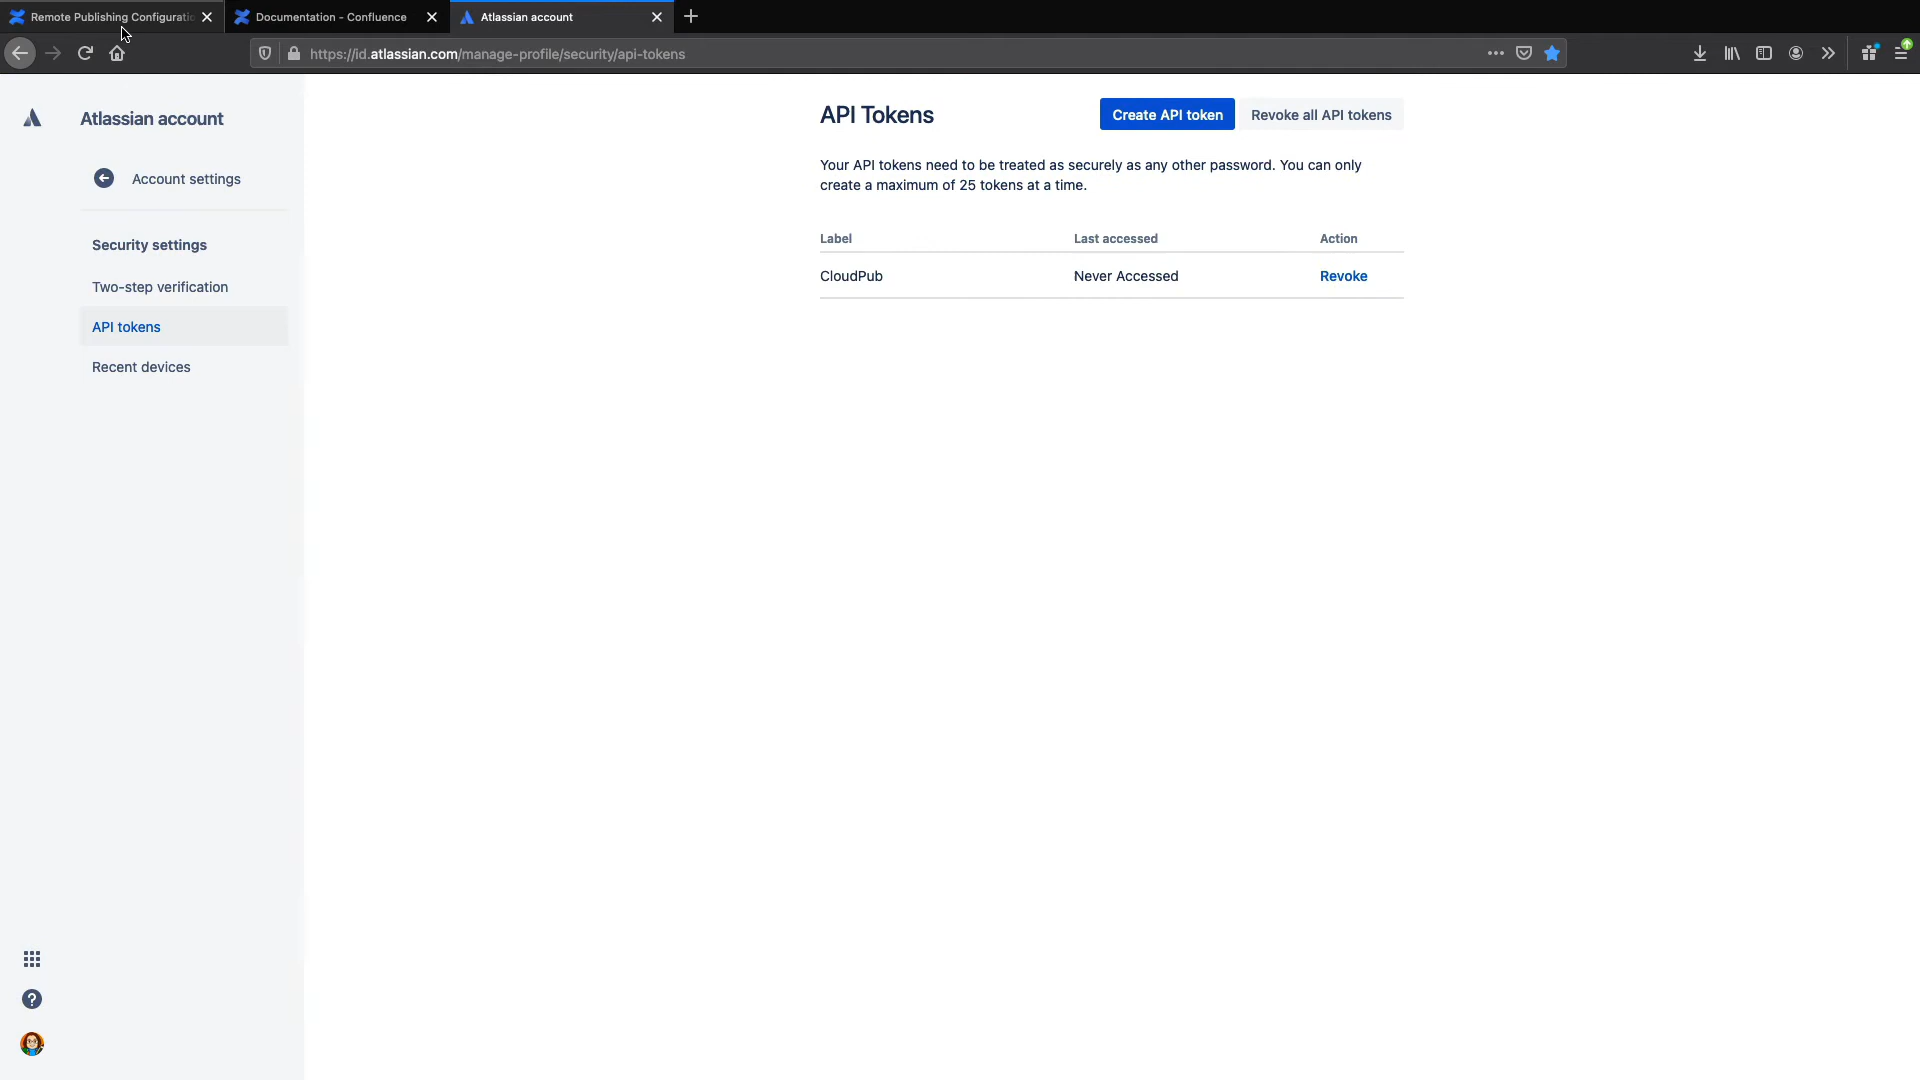 Remote Publishing Configuratio
Documentation - Confluence
Atlassian account
https://id.atlassian.com/manage-profile/security/api-tokens
Atlassian account
Account settings
Security settings
Two-step verification
API tokens
Recent devices
API Tokens
Create API token
Revoke all API tokens
Your API tokens need to be treated as securely as any other password. You can only
create a maximum of 25 tokens at a time.
Label Last accessed Action
CloudPub Never Accessed Revoke